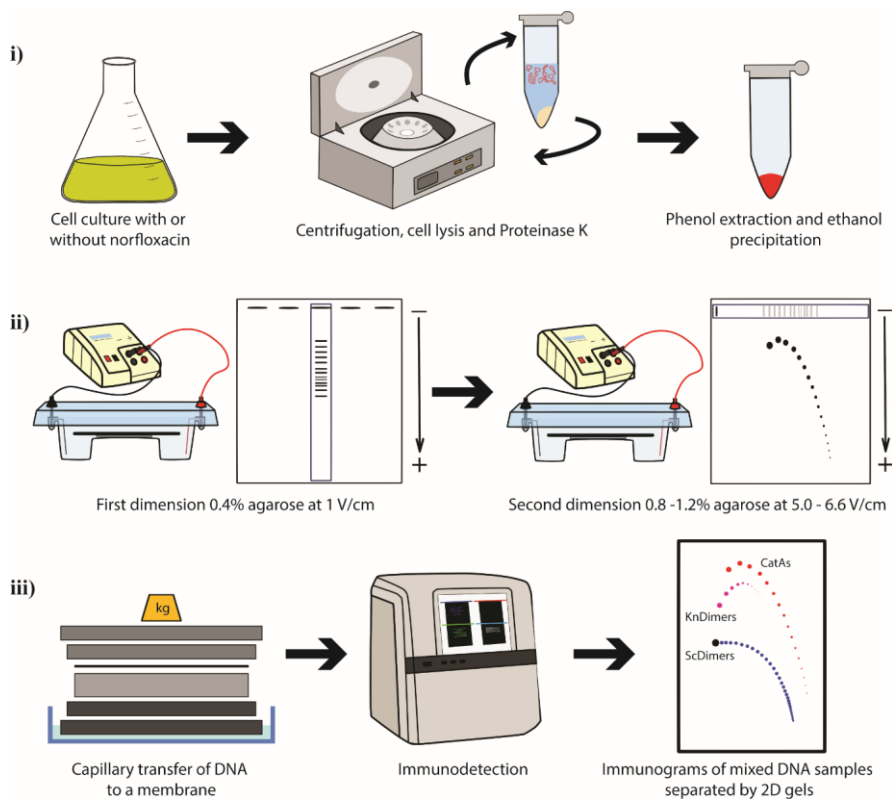 i)
Cell culture with or
without norfloxacin
Centrifugation, cell lysis and Proteinase K
Phenol extraction and ethanol
precipitation
ii)
−
+
−
+
First dimension 0.4% agarose at 1 V/cm
Second dimension 0.8 -1.2% agarose at 5.0 - 6.6 V/cm
iii)
kg
CatAs
KnDimers
ScDimers
Capillary transfer of DNA
to a membrane
Immunodetection
Immunograms of mixed DNA samples
separated by 2D gels